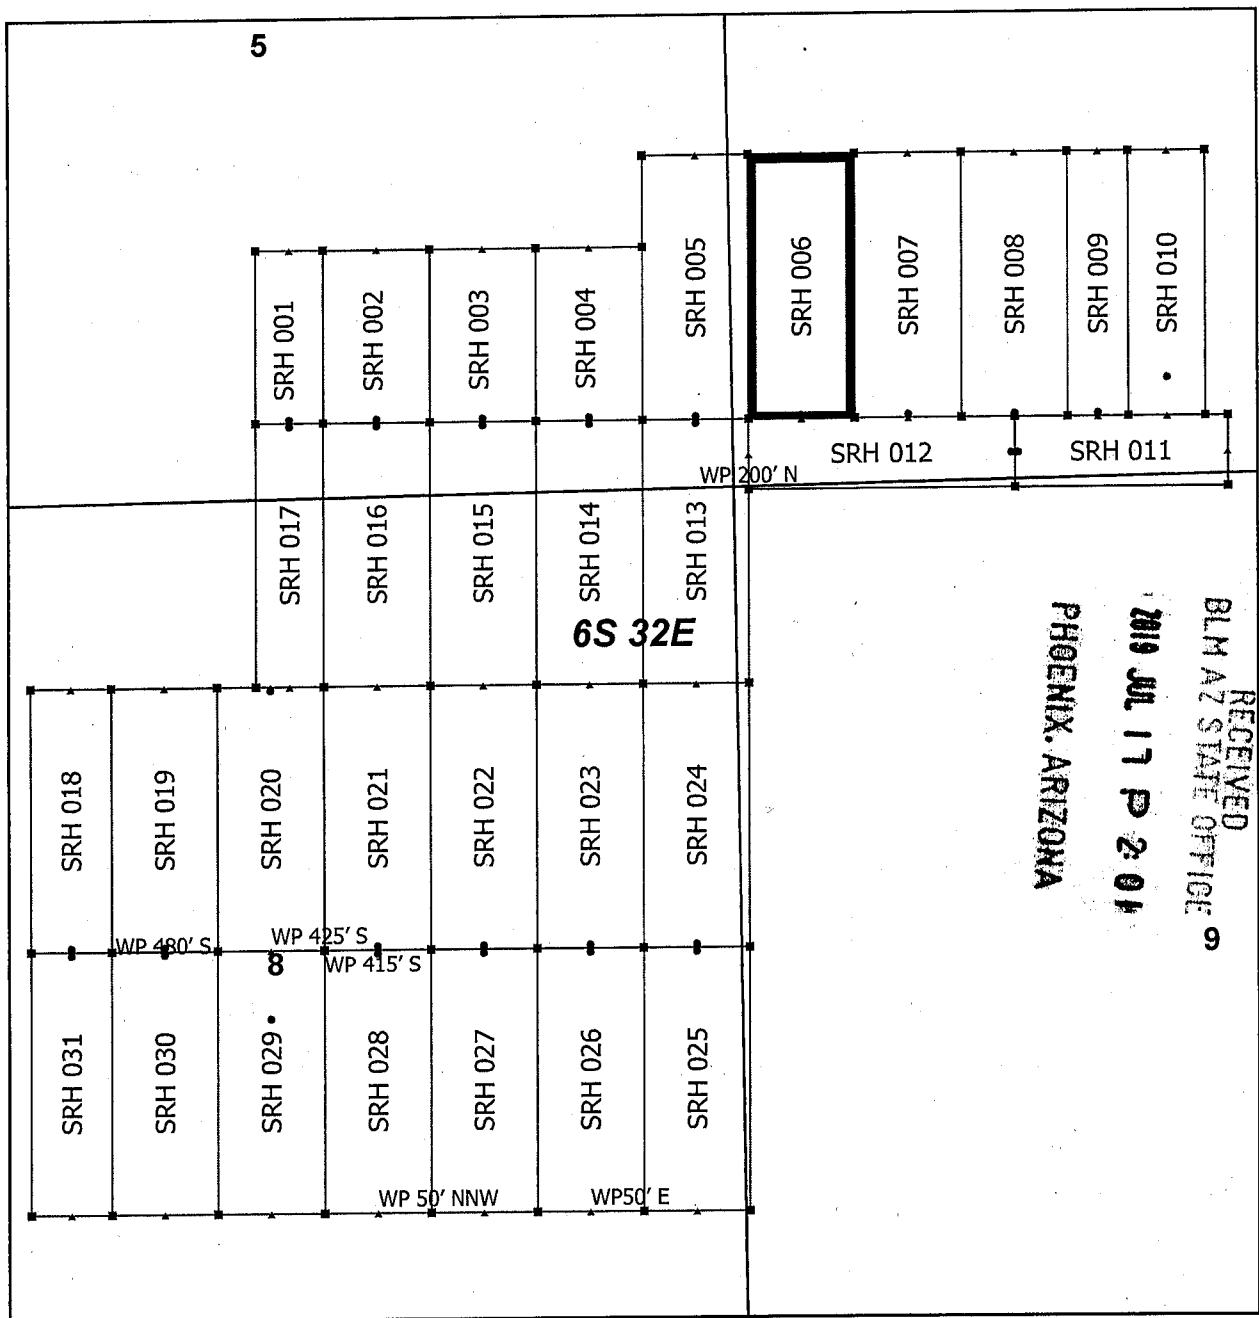 5
SRH 001
SRH 002
SRH 003
SRH 004
SRH 005
SRH 006
SRH 007
SRH 008
SRH 009
SRH 010
SRH 012
SRH 011
WP 200' N
SRH 017
SRH 016
SRH 015
SRH 014
SRH 013
6S 32E
RECEIVED
BLM AZ STATE OFFICE
2019 JUL 17 P 2:01
PHOENIX, ARIZONA
SRH 018
SRH 019
SRH 020
SRH 021
SRH 022
SRH 023
SRH 024
9
WP 480' S
WP 425' S
8
WP 415' S
SRH 031
SRH 030
SRH 029
SRH 028
SRH 027
SRH 026
SRH 025
WP 50' NNW
WP50' E